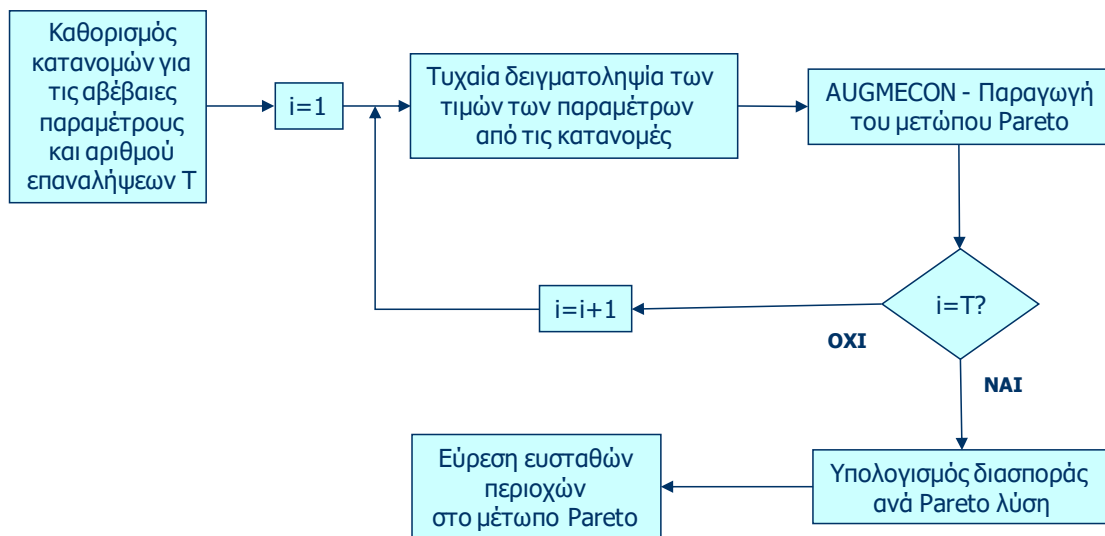 Καθορισμός
κατανομών για
τις αβέβαιες
παραμέτρους
και αριθμού
επαναλήψεων Τ
i=1
Τυχαία δειγματοληψία των
τιμών των παραμέτρων
από τις κατανομές
AUGMECON - Παραγωγή
του μετώπου Pareto
i=T?
i=i+1
ΟΧΙ
ΝΑΙ
Υπολογισμός διασποράς
ανά Pareto λύση
Εύρεση ευσταθών
περιοχών
στο μέτωπο Pareto